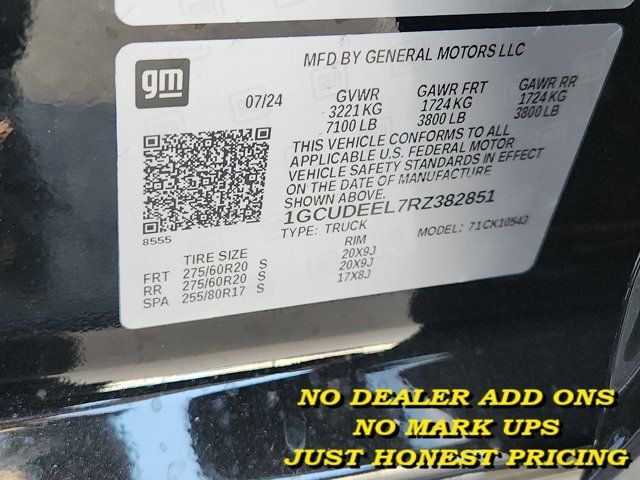 MFD BY GENERAL MOTORS LLC
gm
07/24 GVWR GAWR FRT GAWR RR
3221 KG 1724 KG 1724 KG
7100 LB 3800 LB 3800 LB
THIS VEHICLE CONFORMS TO ALL
APPLICABLE U.S. FEDERAL MOTOR
VEHICLE SAFETY STANDARDS IN EFFECT
ON THE DATE OF MANUFACTURE
SHOWN ABOVE.
1GCUDEEL7RZ382851
TYPE: TRUCK MODEL: 71CK10543
8555
TIRE SIZE RIM
FRT 275/60R20 S 20X9J
RR 275/60R20 S 20X9J
SPA 255/80R17 S 17X8J
NO DEALER ADD ONS
NO MARK UPS
JUST HONEST PRICING